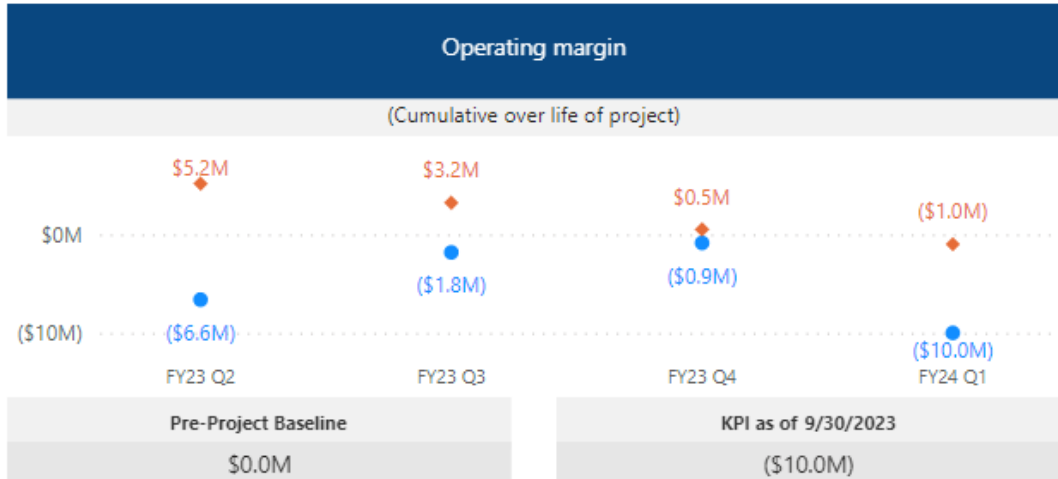 Operating margin
(Cumulative over life of project)
$5.2M $3.2M $0.5M ($1.0M)
$0M
($6.6M) ($1.8M) ($0.9M) ($10.0M)
($10M)
FY23 Q2 FY23 Q3 FY23 Q4 FY24 Q1
Pre-Project Baseline KPI as of 9/30/2023
$0.0M ($10.0M)